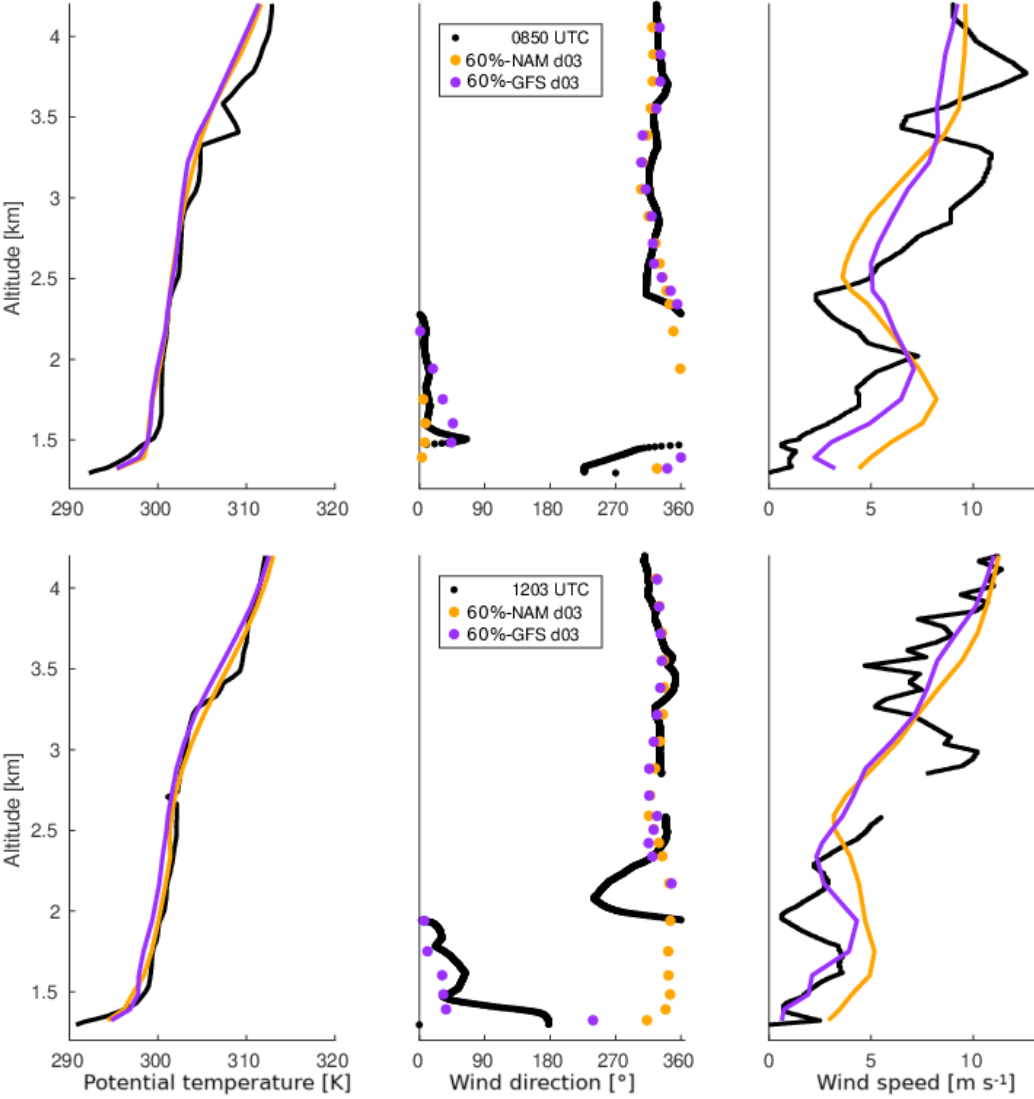 4
3.5
3
2.5
2
1.5
Altitude [km]
290 300 310 320
0850 UTC
60%-NAM d03
60%-GFS d03
0 90 180 270 360
0 5 10
4
3.5
3
2.5
2
1.5
Altitude [km]
290 300 310 320
Potential temperature [K]
1203 UTC
60%-NAM d03
60%-GFS d03
0 90 180 270 360
Wind direction [°]
0 5 10
Wind speed [m s⁻¹]